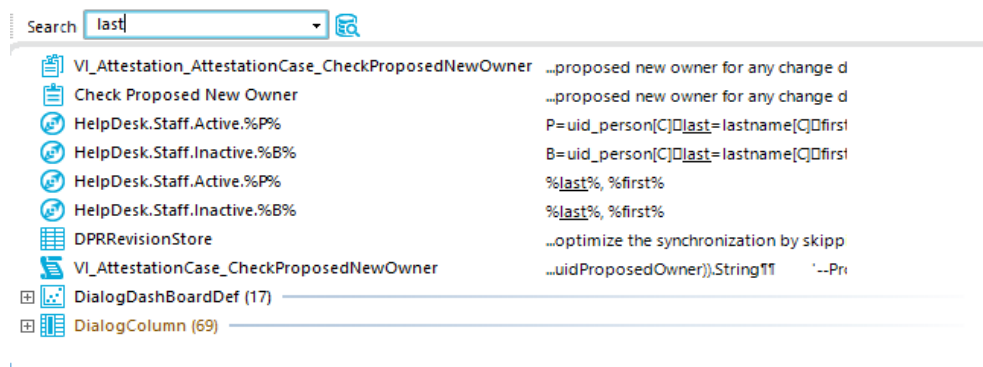 Search last
VI_Attestation_AttestationCase_CheckProposedNewOwner ...proposed new owner for any change d
Check Proposed New Owner ...proposed new owner for any change d
HelpDesk.Staff.Active.%P% P=uid_person[C]□last=lastname[C]□first
HelpDesk.Staff.Inactive.%B% B=uid_person[C]□last=lastname[C]□first
HelpDesk.Staff.Active.%P% %last%, %first%
HelpDesk.Staff.Inactive.%B% %last%, %first%
DPRRevisionStore ...optimize the synchronization by skipp
VI_AttestationCase_CheckProposedNewOwner ...uidProposedOwner)).String¶¶ '--Pro
DialogDashBoardDef (17)
DialogColumn (69)